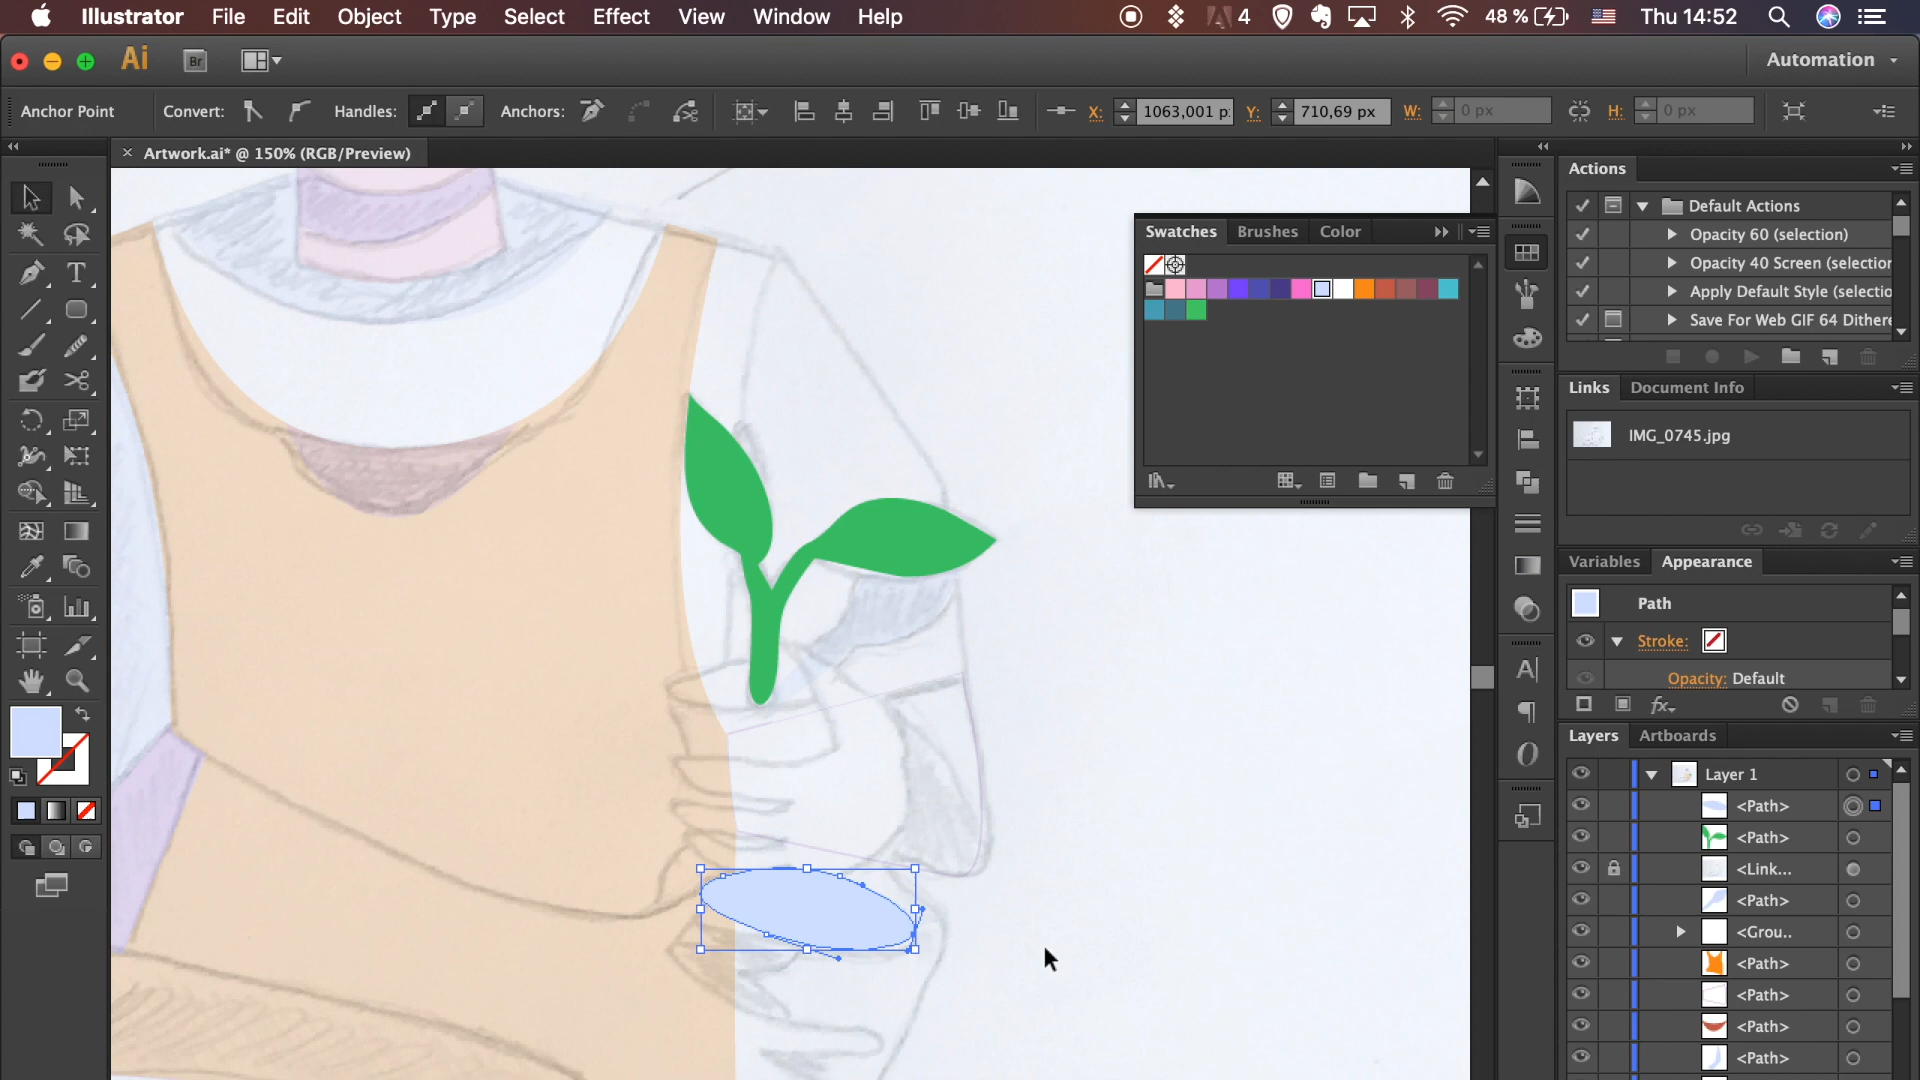 Illustrator File Edit Object Type Select Effect View Window Help 4 48 % Thu 14:52
Ai Br Automation
Anchor Point Convert: Handles: Anchors: X: 1063,001 p Y: 710,69 px W: 0 px H: 0 px
Artwork.ai* @ 150% (RGB/Preview)
Swatches Brushes Color
Actions
Default Actions
Opacity 60 (selection)
Opacity 40 Screen (selection
Apply Default Style (selectio
Save For Web GIF 64 Dithere
Links Document Info
IMG_0745.jpg
Variables Appearance
Path
Stroke:
Opacity: Default
fx
Layers Artboards
Layer 1
<Path>
<Path>
<Link...
<Path>
<Grou..
<Path>
<Path>
<Path>
<Path>